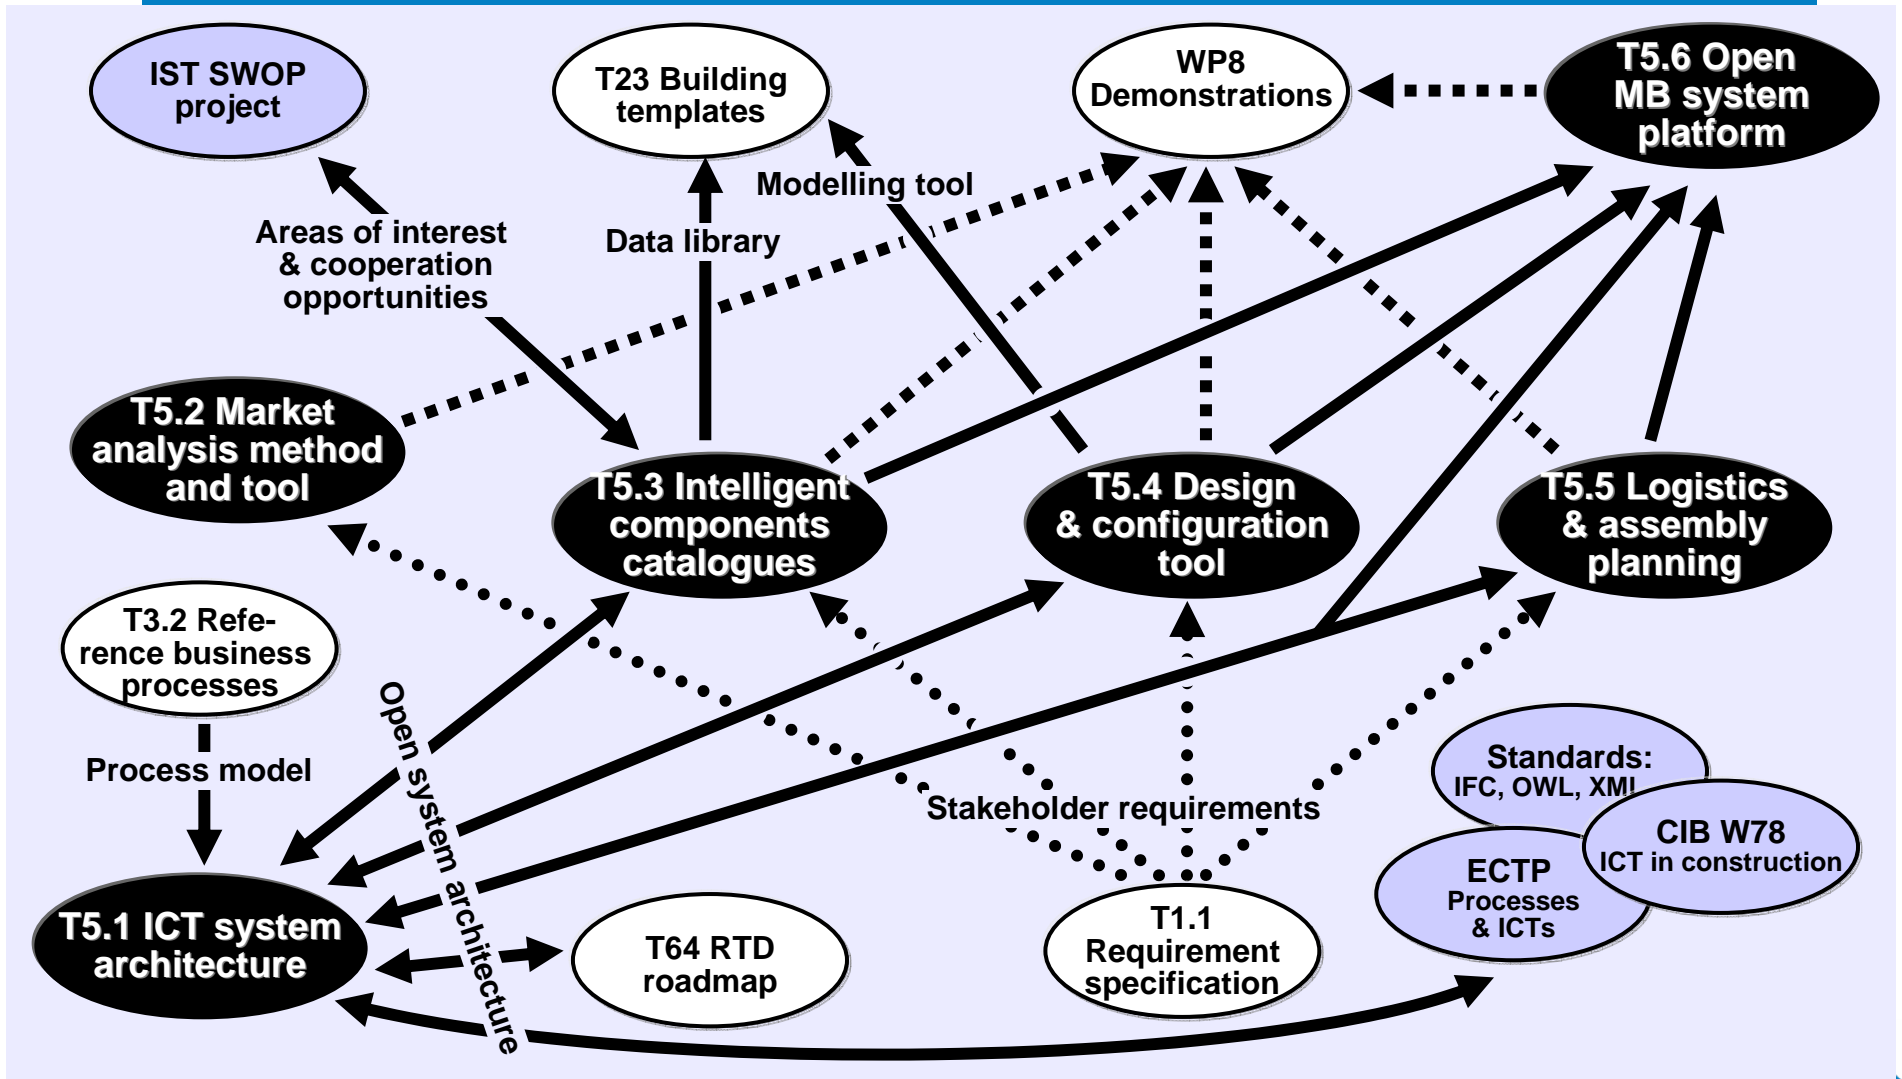 IST SWOP
project
T23 Building
templates
WP8
Demonstrations
T5.6 Open
MB system
platform
Modelling tool
Areas of interest
& cooperation
opportunities
Data library
T5.2 Market
analysis method
and tool
T5.3 Intelligent
components
catalogues
T5.4 Design
& configuration
tool
T5.5 Logistics
& assembly
planning
T3.2 Refe-
rence business
processes
Process model
Open system architecture
Stakeholder requirements
Standards:
IFC, OWL, XML
CIB W78
ICT in construction
ECTP
Processes
& ICTs
T5.1 ICT system
architecture
T64 RTD
roadmap
T1.1
Requirement
specification